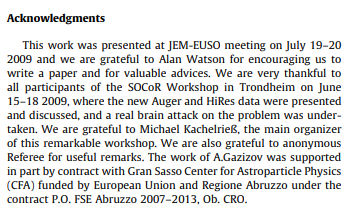 Acknowledgments
This work was presented at JEM-EUSO meeting on July 19–20
2009 and we are grateful to Alan Watson for encouraging us to
write a paper and for valuable advices. We are very thankful to
all participants of the SOCoR Workshop in Trondheim on June
15–18 2009, where the new Auger and HiRes data were presented
and discussed, and a real brain attack on the problem was under-
taken. We are grateful to Michael Kachelrieß, the main organizer
of this remarkable workshop. We are also grateful to anonymous
Referee for useful remarks. The work of A.Gazizov was supported
in part by contract with Gran Sasso Center for Astroparticle Physics
(CFA) funded by European Union and Regione Abruzzo under the
contract P.O. FSE Abruzzo 2007–2013, Ob. CRO.